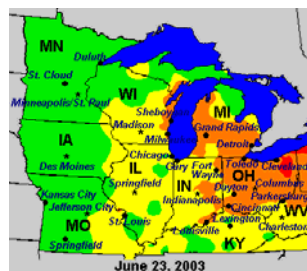 MN
Duluth
St. Cloud
Minneapolis/St. Paul
WI
MI
Sheboygan
Madison
Milwaukee
Grand Rapids
Detroit
IA
Des Moines
Chicago
Gary
Fort Wayne
Toledo
Cleveland
IL
Springfield
IN
Indianapolis
OH
Columbus
Dayton
Parkersburg
Cincinnati
WV
Charleston
Kansas City
Jefferson City
MO
St. Louis
Springfield
Louisville
Lexington
KY
June 23, 2003